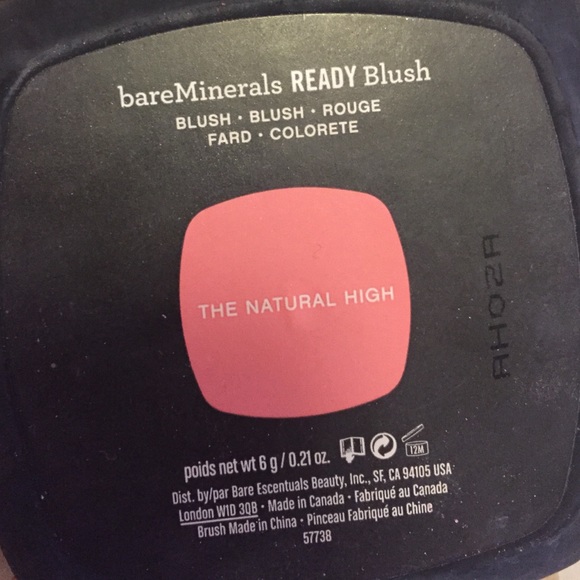 bareMinerals READY Blush
BLUSH · BLUSH · ROUGE
FARD · COLORETE
THE NATURAL HIGH
AH02A
poids net wt 6 g / 0.21 oz.
12M
Dist. by/par Bare Escentuals Beauty, Inc., SF, CA 94105 USA
London W1D 3QB · Made in Canada · Fabriqué au Canada
Brush Made in China · Pinceau Fabriqué au Chine
57738